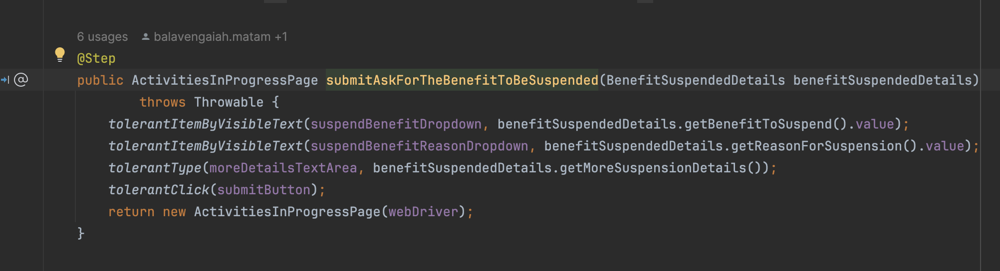 6 usages balavengaiah.matam +1
@Step
public ActivitiesInProgressPage submitAskForTheBenefitToBeSuspended(BenefitSuspendedDetails benefitSuspendedDetails)
throws Throwable {
tolerantItemByVisibleText(suspendBenefitDropdown, benefitSuspendedDetails.getBenefitToSuspend().value);
tolerantItemByVisibleText(suspendBenefitReasonDropdown, benefitSuspendedDetails.getReasonForSuspension().value);
tolerantType(moreDetailsTextArea, benefitSuspendedDetails.getMoreSuspensionDetails());
tolerantClick(submitButton);
return new ActivitiesInProgressPage(webDriver);
}